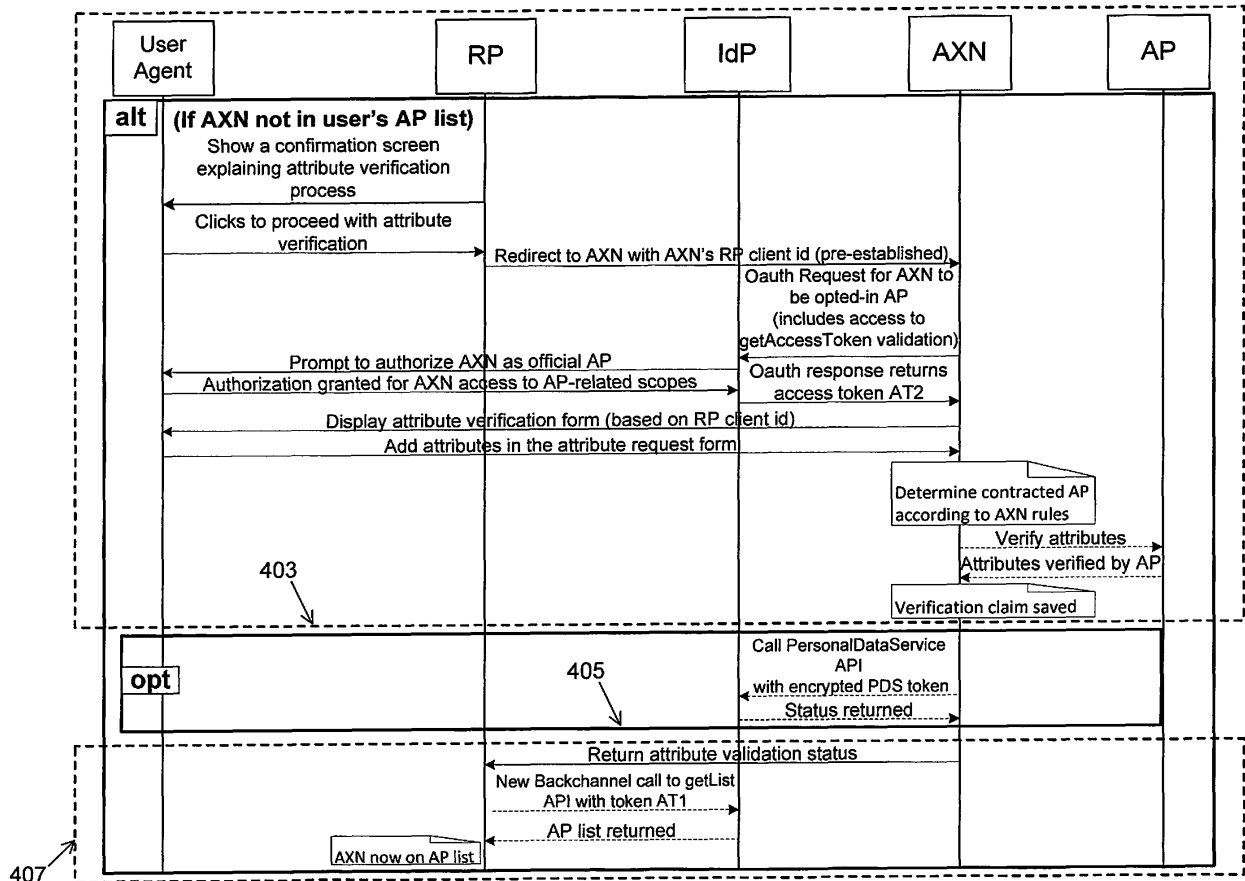 User
Agent
RP
IdP
AXN
AP
alt
(If AXN not in user's AP list)
Show a confirmation screen
explaining attribute verification
process
Clicks to proceed with attribute
verification
Redirect to AXN with AXN's RP client id (pre-established)
Oauth Request for AXN to
be opted-in AP
(includes access to
getAccessToken validation)
Prompt to authorize AXN as official AP
Authorization granted for AXN access to AP-related scopes
Oauth response returns
access token AT2
Display attribute verification form (based on RP client id)
Add attributes in the attribute request form
Determine contracted AP
according to AXN rules
Verify attributes
Attributes verified by AP
403
Verification claim saved
opt
405
Call PersonalDataService
API
with encrypted PDS token
Status returned
Return attribute validation status
New Backchannel call to getList
API with token AT1
AP list returned
AXN now on AP list
407